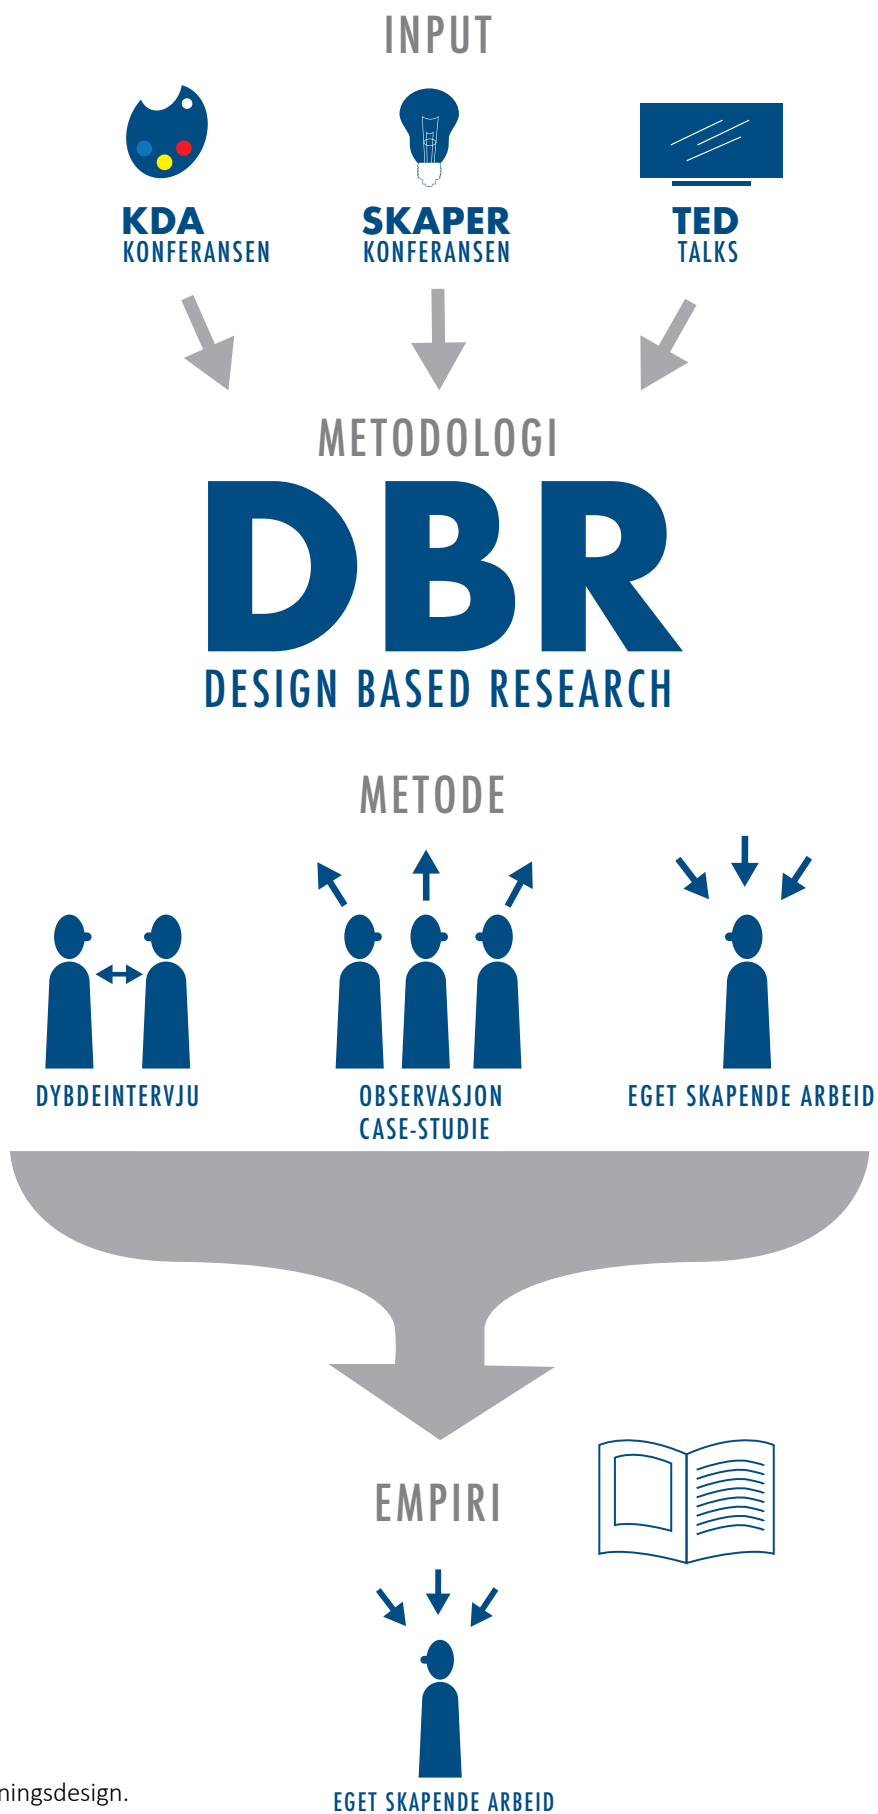 INPUT
KDA
KONFERANSEN
SKAPER
KONFERANSEN
TED
TALKS
METODOLOGI
DBR
DESIGN BASED RESEARCH
METODE
DYBDEINTERVJU
OBSERVASJON
CASE-STUDIE
EGET SKAPENDE ARBEID
EMPIRI
ningsdesign.
EGET SKAPENDE ARBEID